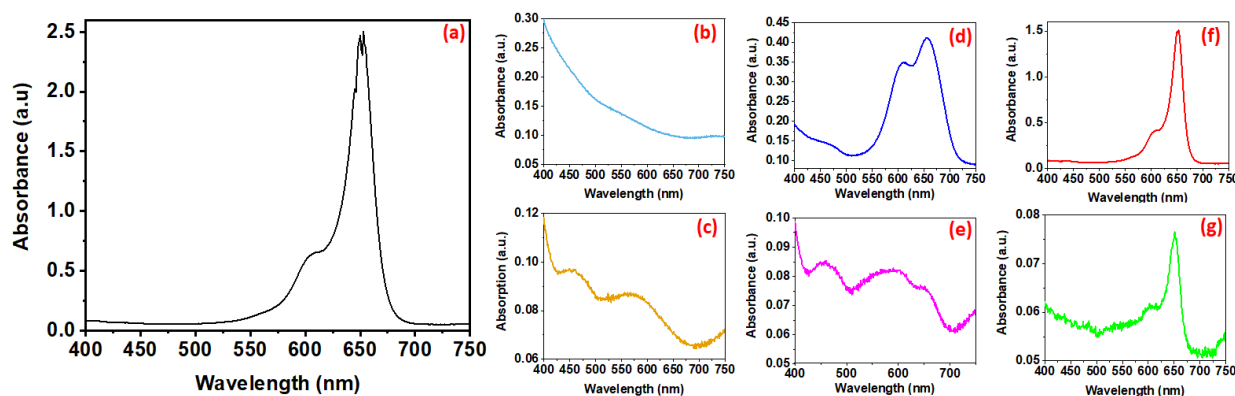 (a)
2.5
2.0
1.5
1.0
0.5
0.0
Absorbance (a.u)
400 450 500 550 600 650 700 750
Wavelength (nm)
(b)
0.30
0.25
0.20
0.15
0.10
0.05
Absorption (a.u.)
400 450 500 550 600 650 700 750
Wavelength (nm)
(c)
0.12
0.10
0.08
0.06
Absorption (a.u.)
400 450 500 550 600 650 700 750
Wavelength (nm)
(d)
0.45
0.40
0.35
0.30
0.25
0.20
0.15
0.10
Absorbance (a.u.)
400 450 500 550 600 650 700 750
Wavelength (nm)
(e)
0.10
0.09
0.08
0.07
0.06
0.05
Absorbance (a.u.)
400 450 500 550 600 650 700
Wavelength (nm)
(f)
1.5
1.0
0.5
0.0
Absorbance (a.u.)
400 450 500 550 600 650 700 750
Wavelength (nm)
(g)
0.08
0.07
0.06
0.05
Absorbance (a.u.)
400 450 500 550 600 650 700 750
Wavelength (nm)